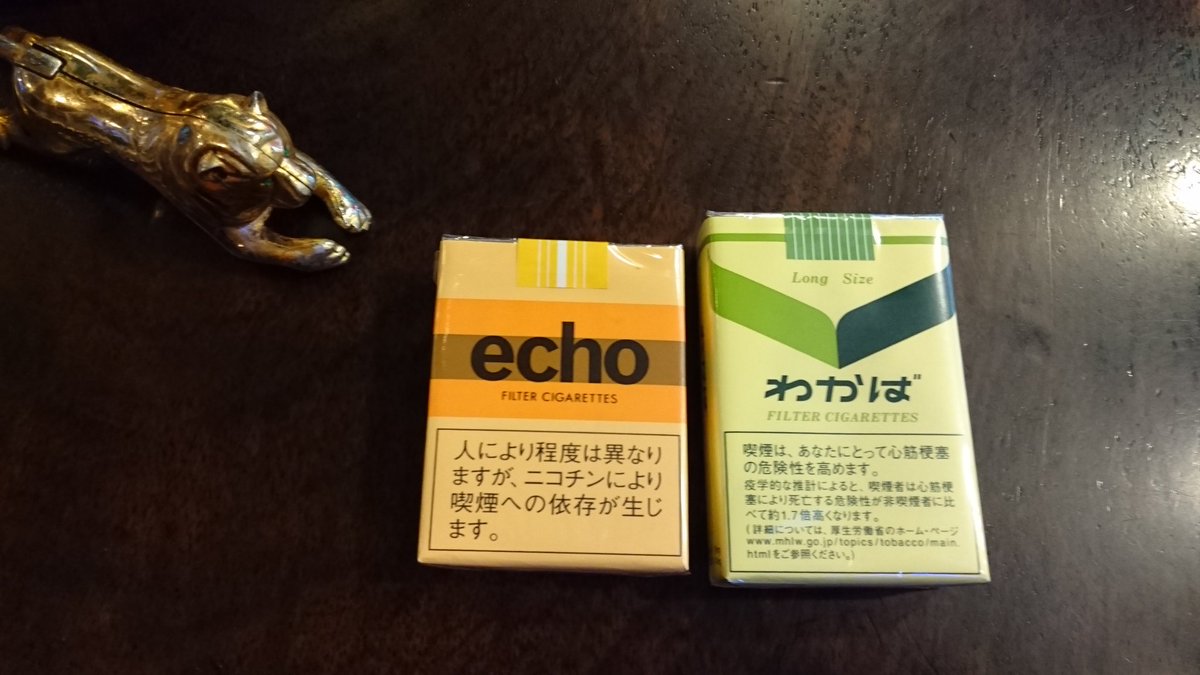 echo
FILTER CIGARETTES
人により程度は異なり
ますが、ニコチンにより
喫煙への依存が生じ
ます。
Long Size
わかば
FILTER CIGARETTES
喫煙は、あなたにとって心筋梗塞
の危険性を高めます。
疫学的な推計によると、喫煙者は心筋梗
塞により死亡する危険性が非喫煙者に比
べて約1.7倍高くなります。
(詳細については、厚生労働省のホーム・ページ
www.mhlw.go.jp/topics/tobacco/main.
htmlをご参照ください。)